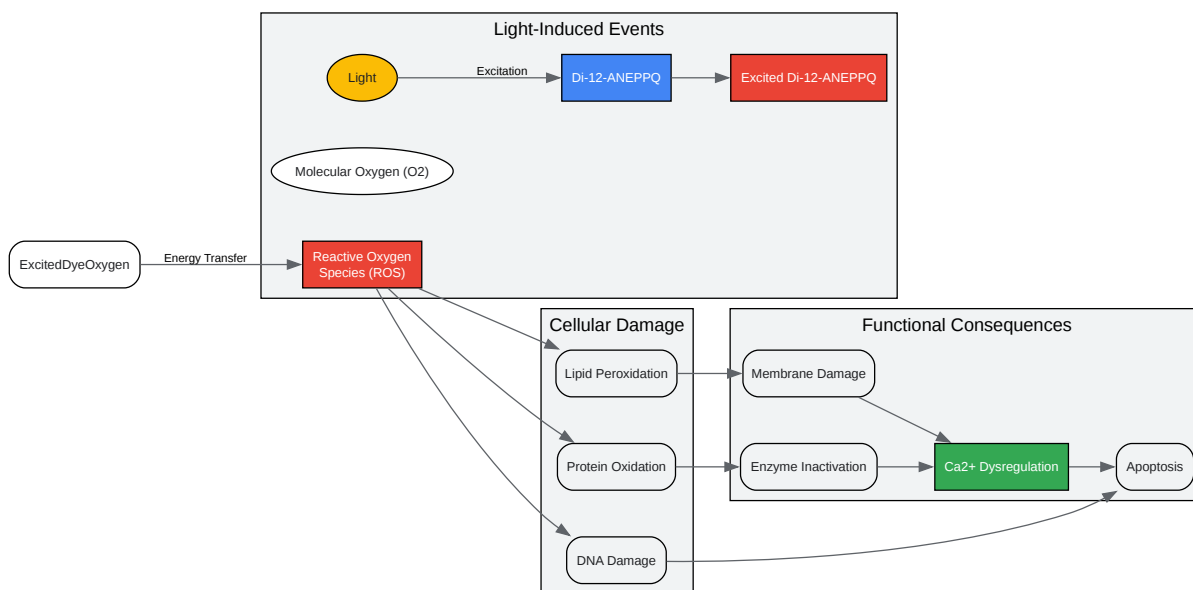 Light-Induced Events
Light
Excitation
Di-12-ANEPPQ
Excited Di-12-ANEPPQ
Molecular Oxygen (O2)
ExcitedDyeOxygen
Energy Transfer
Reactive Oxygen
Species (ROS)
Cellular Damage
Functional Consequences
Lipid Peroxidation
Membrane Damage
Protein Oxidation
Enzyme Inactivation
Ca2+ Dysregulation
Apoptosis
DNA Damage